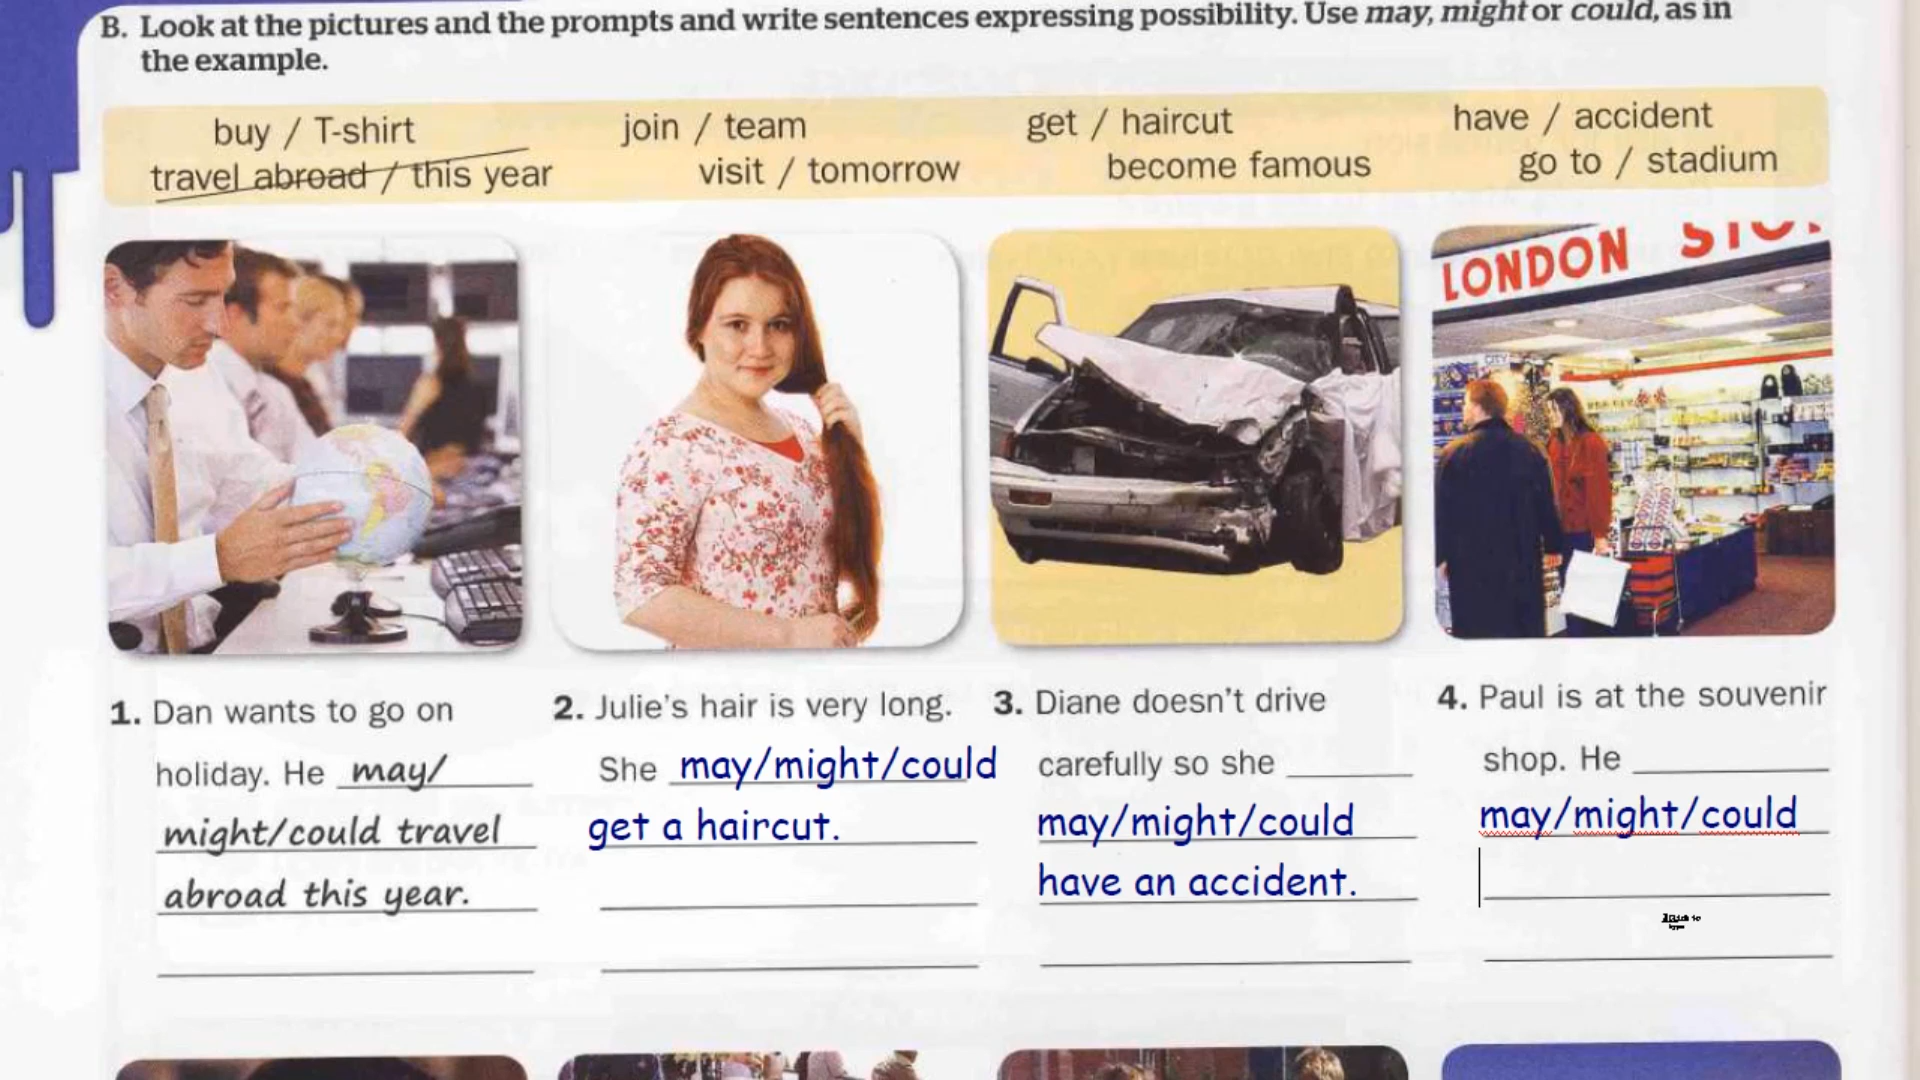 B. Look at the pictures and the prompts and write sentences expressing possibility. Use may, might or could, as in
the example.
buy / T-shirt
join / team
get / haircut
have / accident
travel abroad / this year
visit / tomorrow
become famous
go to / stadium
LONDON
1. Dan wants to go on
holiday. He may/
might/could travel
abroad this year.
2. Julie's hair is very long.
She may/might/could
get a haircut.
3. Diane doesn't drive
carefully so she
may/might/could
have an accident.
4. Paul is at the souvenir
shop. He
may/might/could